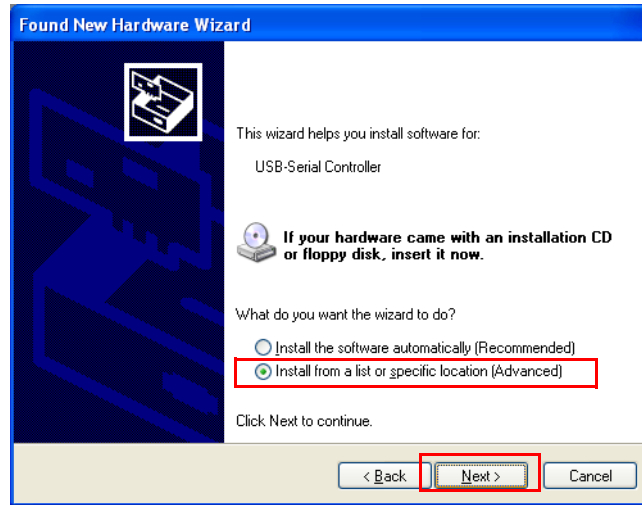 Found New Hardware Wizard
This wizard helps you install software for:
USB-Serial Controller
If your hardware came with an installation CD
or floppy disk, insert it now.
What do you want the wizard to do?
Install the software automatically (Recommended)
Install from a list or specific location (Advanced)
Click Next to continue.
< Back Next > Cancel